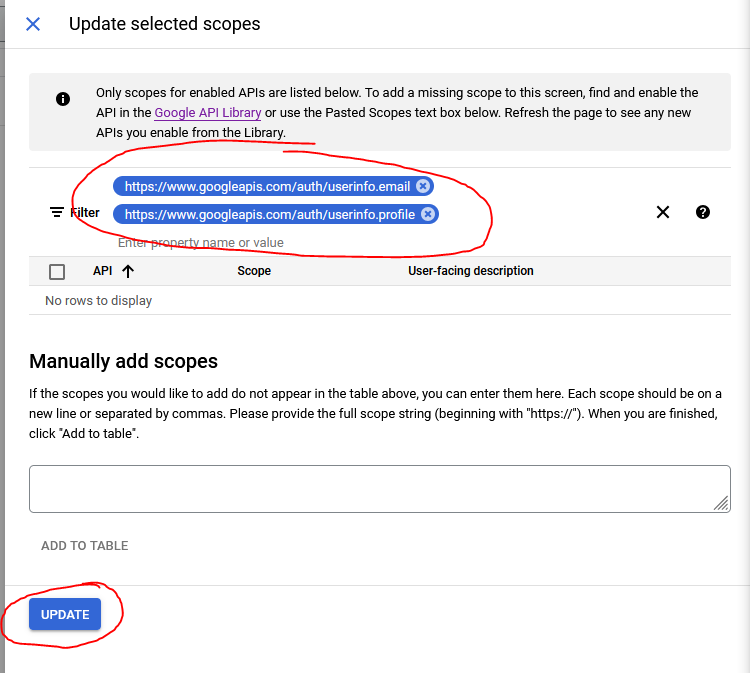 Update selected scopes
Only scopes for enabled APIs are listed below. To add a missing scope to this screen, find and enable the
API in the Google API Library or use the Pasted Scopes text box below. Refresh the page to see any new
APIs you enable from the Library.
https://www.googleapis.com/auth/userinfo.email
Filter
https://www.googleapis.com/auth/userinfo.profile
Enter property name or value
API Scope User-facing description
No rows to display
Manually add scopes
If the scopes you would like to add do not appear in the table above, you can enter them here. Each scope should be on a
new line or separated by commas. Please provide the full scope string (beginning with "https://"). When you are finished,
click "Add to table".
ADD TO TABLE
UPDATE